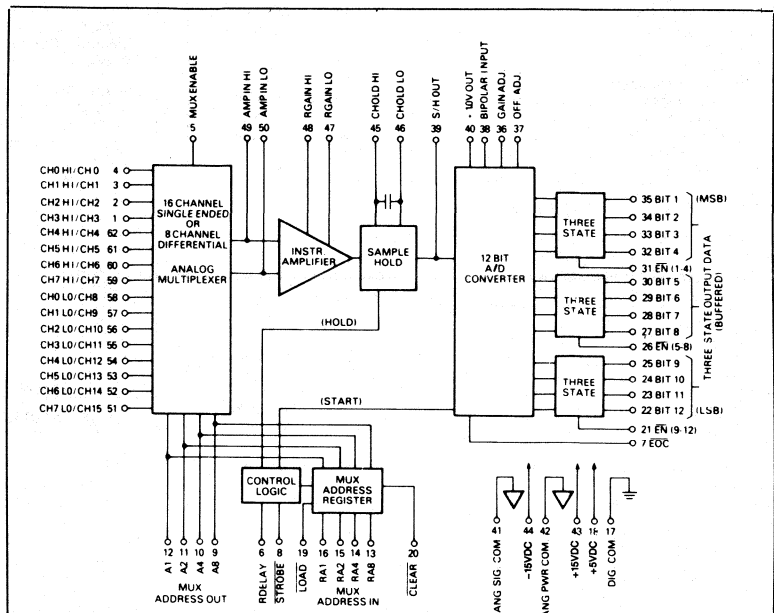 MUX ENABLE
5
AMP IN HI
49
AMP IN LO
50
RGAIN HI
48
RGAIN LO
47
CHOLD HI
45
CHOLD LO
46
S/H OUT
39
BIPOLAR INPUT
38
GAIN ADJ.
36
OFF. ADJ
37
40
CH0 HI/CH0 4
CH1 HI/CH1 3
CH2 HI/CH2 2
CH3 HI/CH3 1
CH4 HI/CH4 62
CH5 HI/CH5 61
CH6 HI/CH6 60
CH7 HI/CH7 59
CH0 LO/CH8 58
CH1 LO/CH9 57
CH2 LO/CH10 56
CH3 LO/CH11 55
CH4 LO/CH12 54
CH5 LO/CH13 53
CH6 LO/CH14 52
CH7 LO/CH15 51
16 CHANNEL
SINGLE ENDED
OR
8 CHANNEL
DIFFERENTIAL
ANALOG
MULTIPLEXER
INSTR.
AMPLIFIER
SAMPLE
HOLD
12 BIT
A/D
CONVERTER
THREE
STATE
THREE
STATE
THREE
STATE
35 BIT 1 (MSB)
34 BIT 2
33 BIT 3
32 BIT 4
31 EN (1-4)
30 BIT 5
29 BIT 6
28 BIT 7
27 BIT 8
26 EN (5-8)
25 BIT 9
24 BIT 10
23 BIT 11
22 BIT 12 (LSB)
21 EN (9-12)
7 EOC
THREE STATE OUTPUT DATA
(BUFFERED)
(HOLD)
(START)
CONTROL
LOGIC
MUX
ADDRESS
REGISTER
12 11 10 9
A1 A2 A4 A8
MUX
ADDRESS OUT
6 8 19 16 15 14 13 20
RDELAY STROBE LOAD RA1 RA2 RA4 RA8 CLEAR
MUX
ADDRESS IN
41 44 42 43 17
ANG SIG. COM -15VDC ANG PWR COM. +15VDC +5VDC DIG. COM